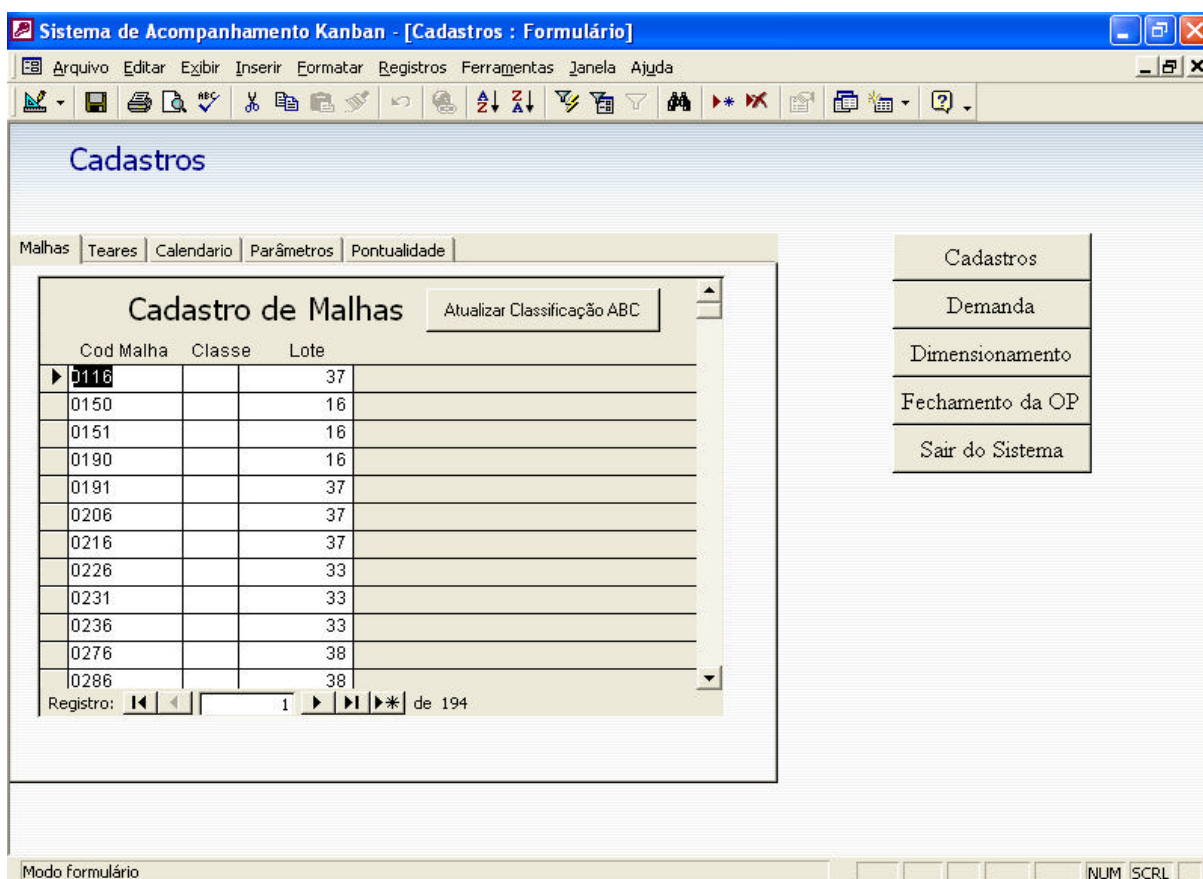 Sistema de Acompanhamento Kanban - [Cadastros : Formulário]
Arquivo Editar Exibir Inserir Formatar Registros Ferramentas Janela Ajuda
Cadastros
Malhas Teares Calendario Parâmetros Pontualidade
Cadastro de Malhas Atualizar Classificação ABC
Cod Malha Classe Lote
0116 37
0150 16
0151 16
0190 16
0191 37
0206 37
0216 37
0226 33
0231 33
0236 33
0276 38
0286 38
Registro: 1 de 194
Cadastros
Demanda
Dimensionamento
Fechamento da OP
Sair do Sistema
Modo formulário NUM SCRL